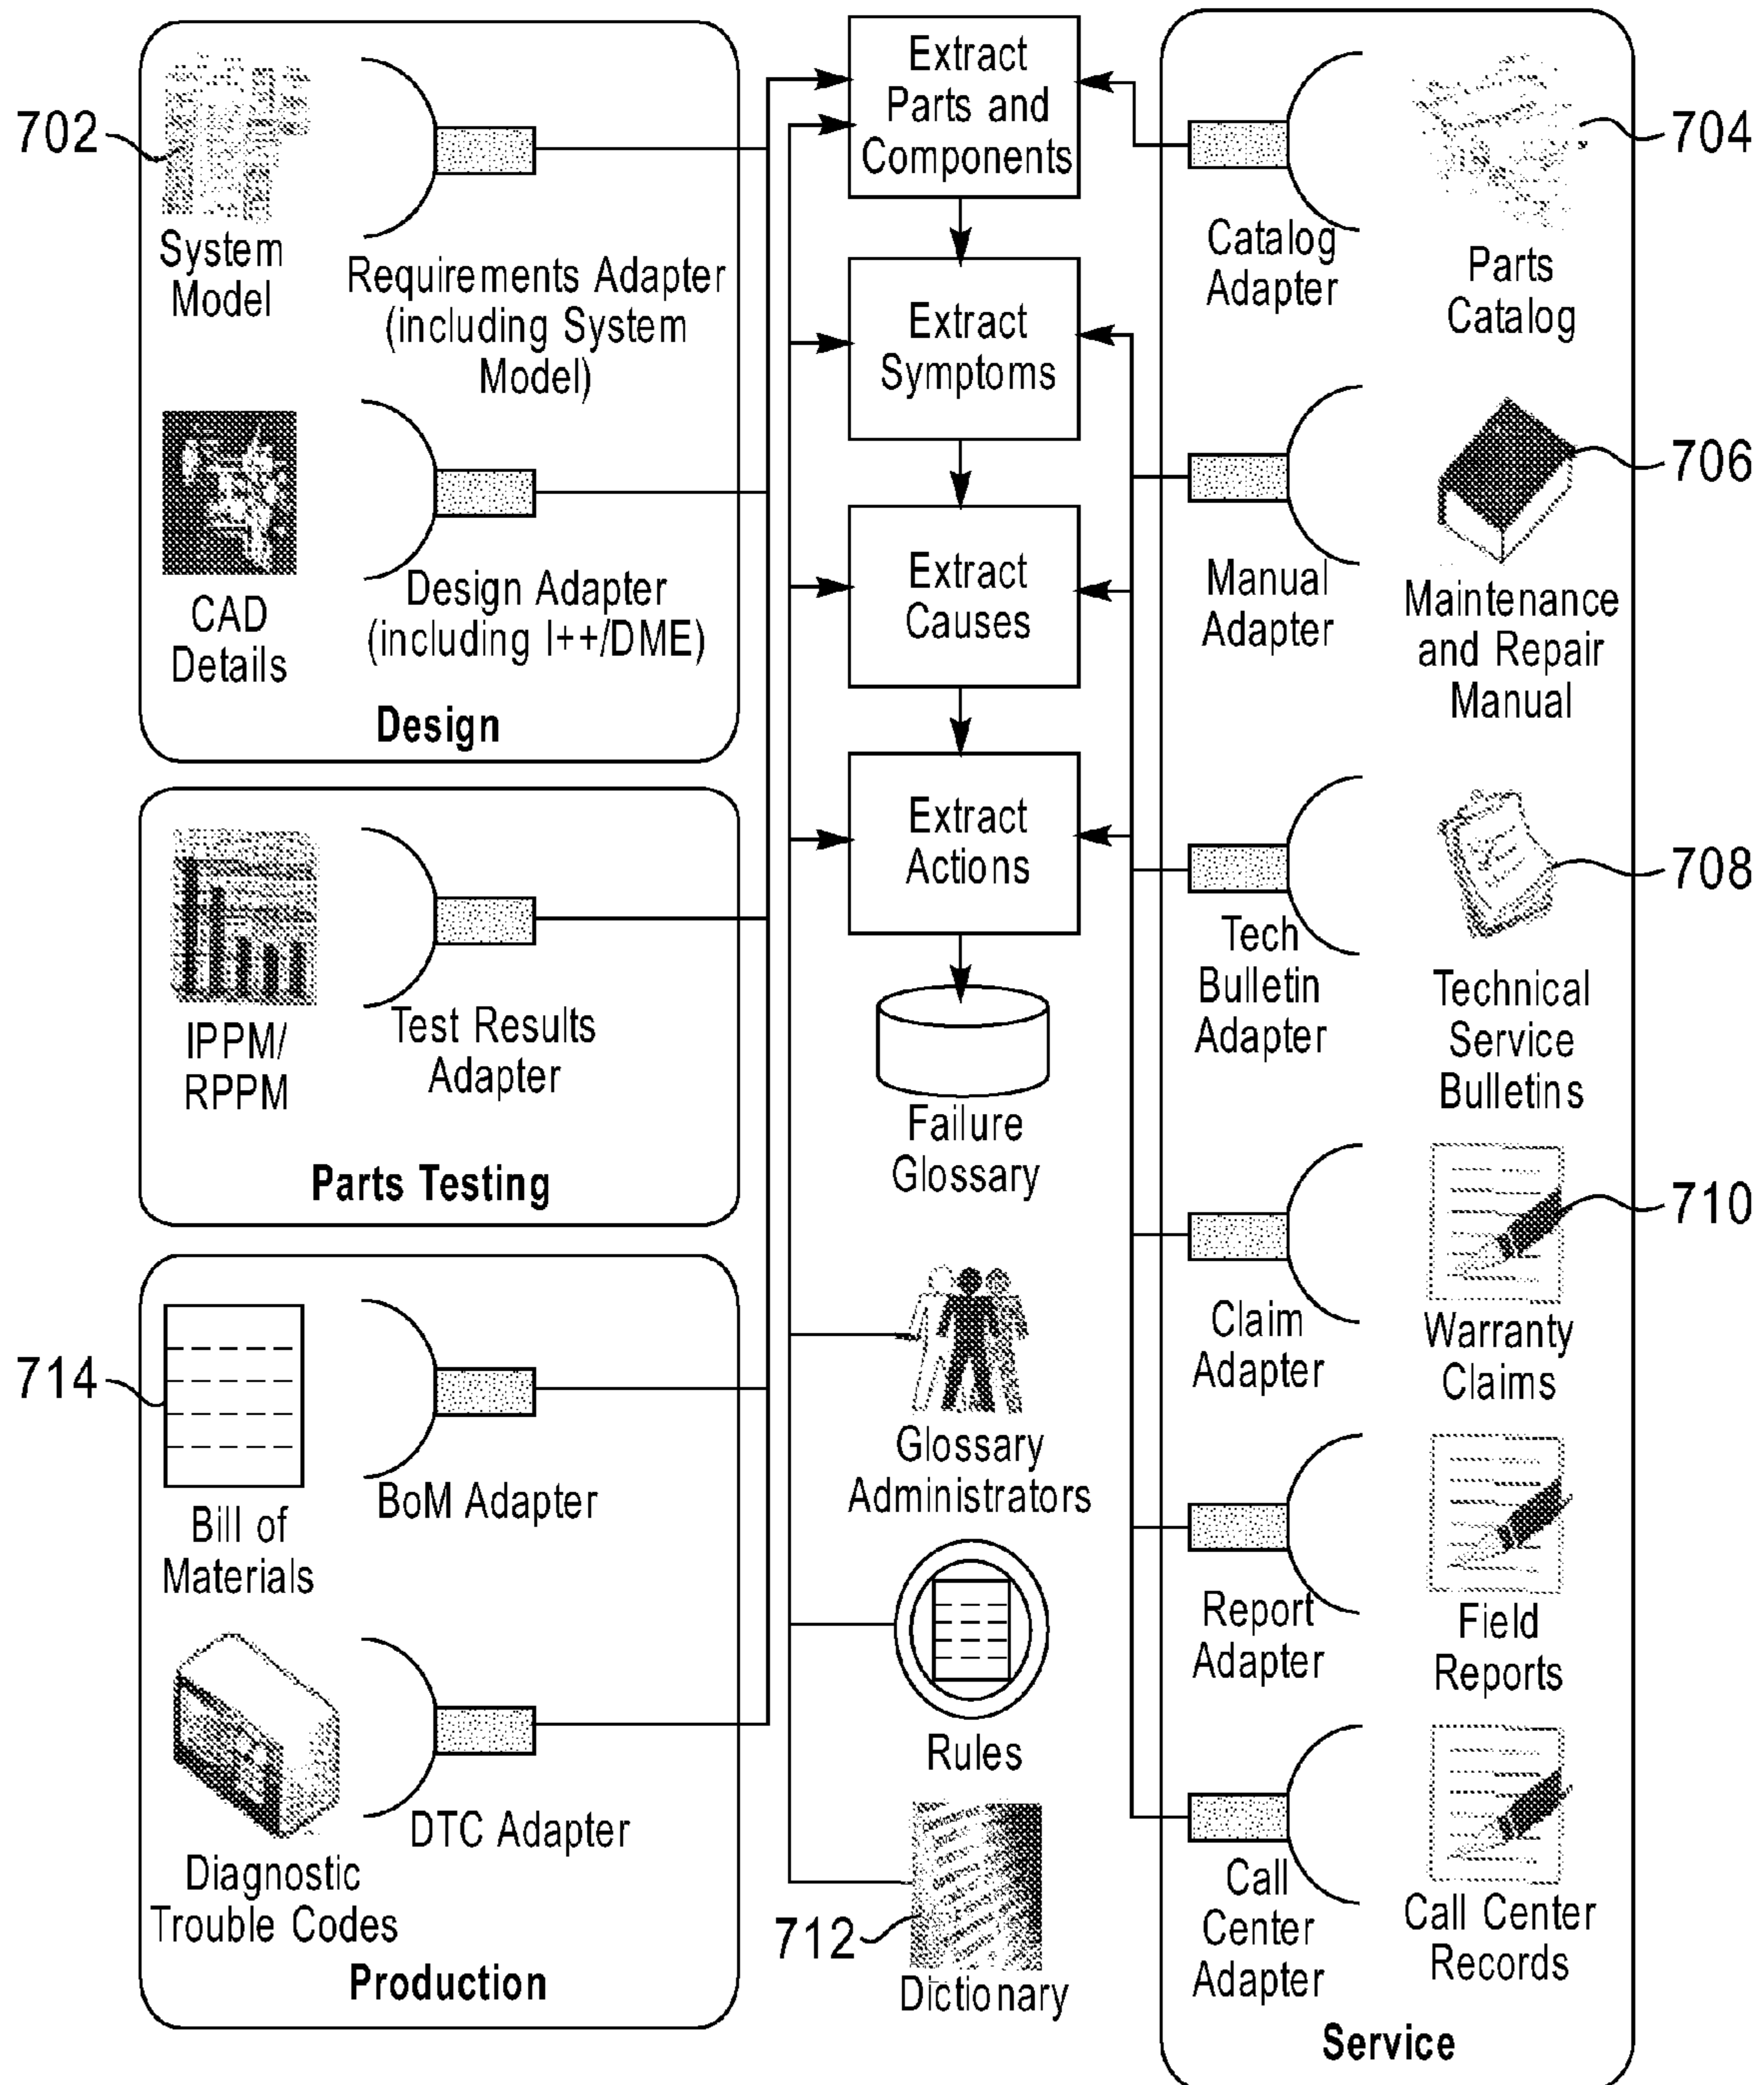 702
System
Model
Requirements Adapter
(including System
Model)
CAD
Details
Design Adapter
(including I++/DME)
Design
IPPM/
RPPM
Test Results
Adapter
Parts Testing
714
Bill of
Materials
BoM Adapter
Diagnostic
Trouble Codes
DTC Adapter
Production
Extract
Parts and
Components
Extract
Symptoms
Extract
Causes
Extract
Actions
Failure
Glossary
Glossary
Administrators
Rules
712
Dictionary
Catalog
Adapter
Parts
Catalog
704
Manual
Adapter
Maintenance
and Repair
Manual
706
Tech
Bulletin
Adapter
Technical
Service
Bulletins
708
Claim
Adapter
Warranty
Claims
710
Report
Adapter
Field
Reports
Call
Center
Adapter
Call Center
Records
Service